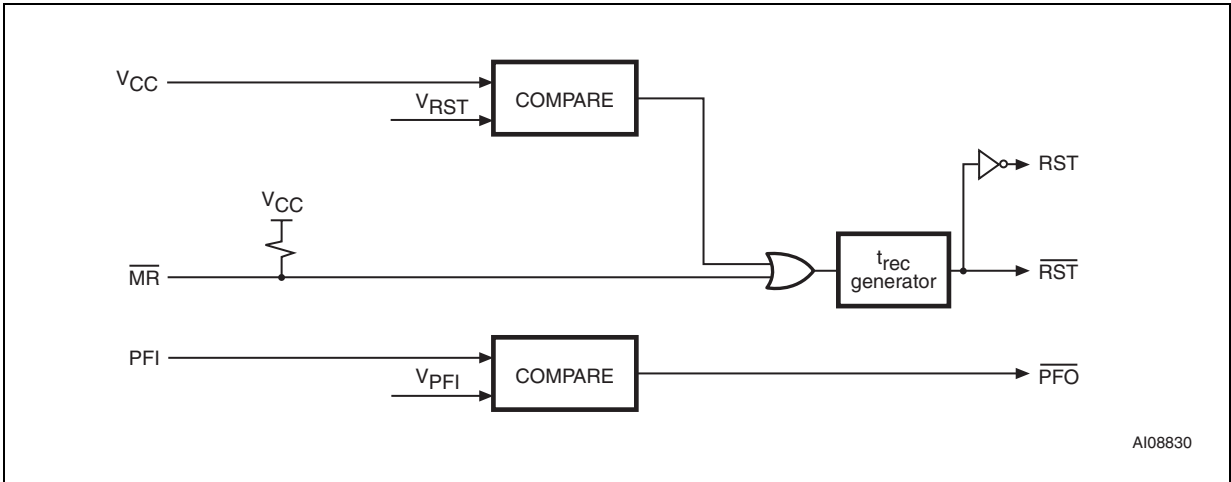 VCC
VRST
COMPARE
RST
VCC
MR
trec
generator
RST
PFI
VPFI
COMPARE
PFO
AI08830